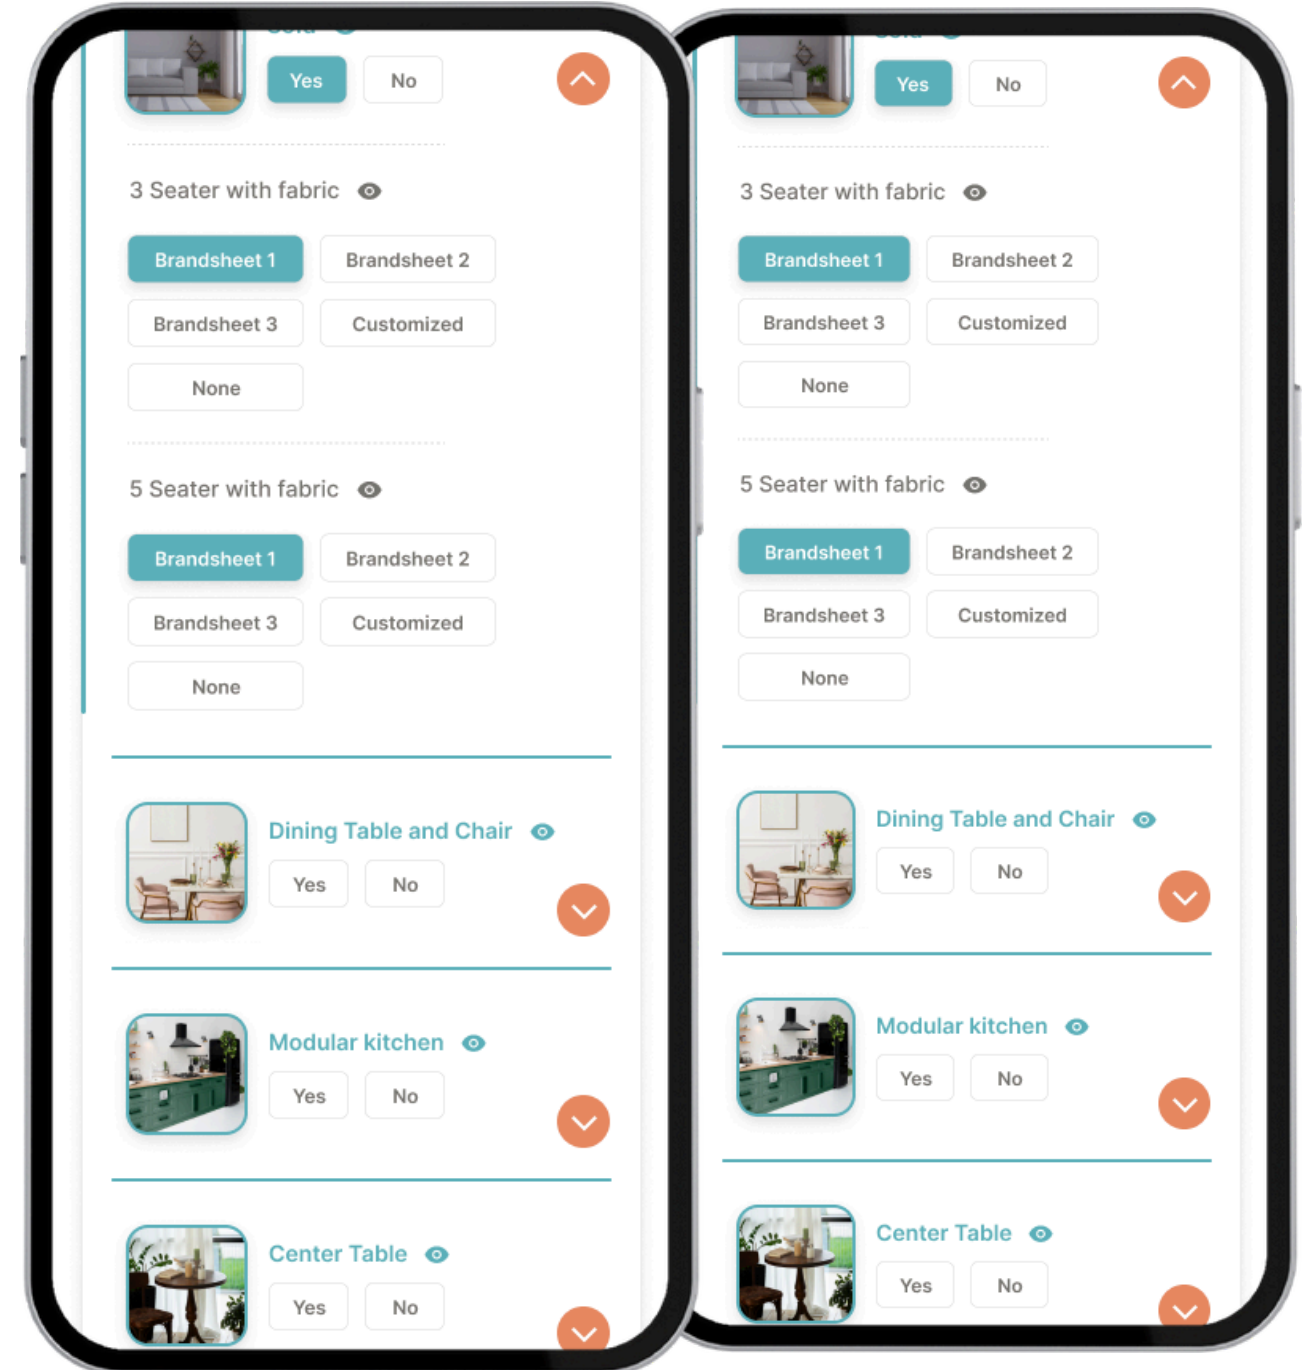 Yes No
3 Seater with fabric
Brandsheet 1 Brandsheet 2
Brandsheet 3 Customized
None
5 Seater with fabric
Brandsheet 1 Brandsheet 2
Brandsheet 3 Customized
None
Dining Table and Chair
Yes No
Modular kitchen
Yes No
Center Table
Yes No
Yes No
3 Seater with fabric
Brandsheet 1 Brandsheet 2
Brandsheet 3 Customized
None
5 Seater with fabric
Brandsheet 1 Brandsheet 2
Brandsheet 3 Customized
None
Dining Table and Chair
Yes No
Modular kitchen
Yes No
Center Table
Yes No